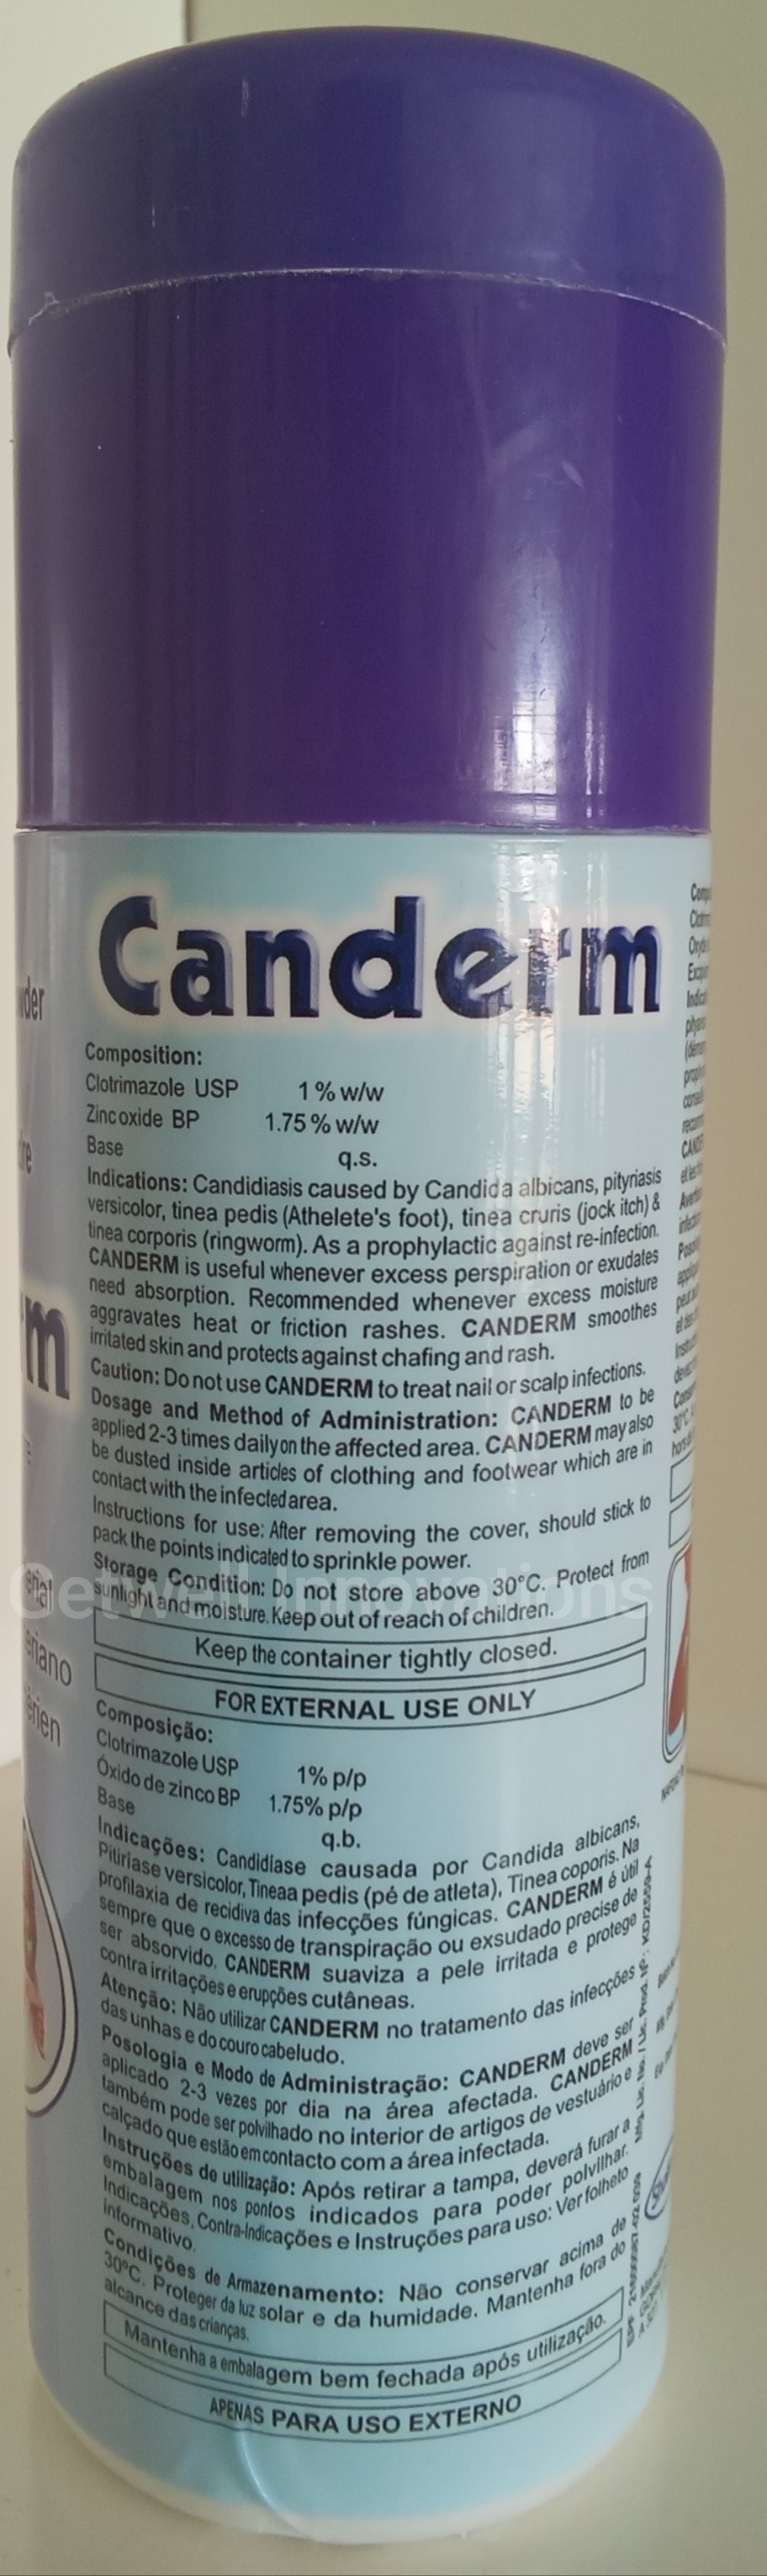 Canderm
Composition:
Clotrimazole USP 1 % w/w
Zinc oxide BP 1.75 % w/w
Base q.s.
Indications: Candidiasis caused by Candida albicans, pityriasis
versicolor, tinea pedis (Athelete's foot), tinea cruris (jock itch) &
tinea corporis (ringworm). As a prophylactic against re-infection.
CANDERM is useful whenever excess perspiration or exudates
need absorption. Recommended whenever excess moisture
aggravates heat or friction rashes. CANDERM smoothes
irritated skin and protects against chafing and rash.
Caution: Do not use CANDERM to treat nail or scalp infections.
Dosage and Method of Administration: CANDERM to be
applied 2-3 times daily on the affected area. CANDERM may also
be dusted inside articles of clothing and footwear which are in
contact with the infected area.
Instructions for use: After removing the cover, should stick to
pack the points indicated to sprinkle power.
Storage Condition: Do not store above 30°C. Protect from
sunlight and moisture. Keep out of reach of children.
Getwell Innovations
Keep the container tightly closed.
FOR EXTERNAL USE ONLY
Composição:
Clotrimazole USP 1% p/p
Óxido de zinco BP 1.75% p/p
Base q.b.
Indicações: Candidíase causada por Candida albicans,
Pitiríase versicolor, Tineaa pedis (pé de atleta), Tinea coporis. Na
profilaxia de recidiva das infecções fúngicas. CANDERM é útil
sempre que o excesso de transpiração ou exsudado precise de
ser absorvido. CANDERM suaviza a pele irritada e protege
contra irritações e erupções cutâneas.
Atenção: Não utilizar CANDERM no tratamento das infecções
das unhas e do couro cabeludo.
Posologia e Modo de Administração: CANDERM deve ser
aplicado 2-3 vezes por dia na área afectada. CANDERM
também pode ser polvilhado no interior de artigos de vestuário e
calçado que estão em contacto com a área infectada.
Instruções de utilização: Após retirar a tampa, deverá furar a
embalagem nos pontos indicados para poder polvilhar.
Indicações, Contra-Indicações e Instruções para uso: Ver folheto
informativo.
Condições de Armazenamento: Não conservar acima de
30°C. Proteger da luz solar e da humidade. Mantenha fora do
alcance das crianças.
Mantenha a embalagem bem fechada após utilização.
APENAS PARA USO EXTERNO